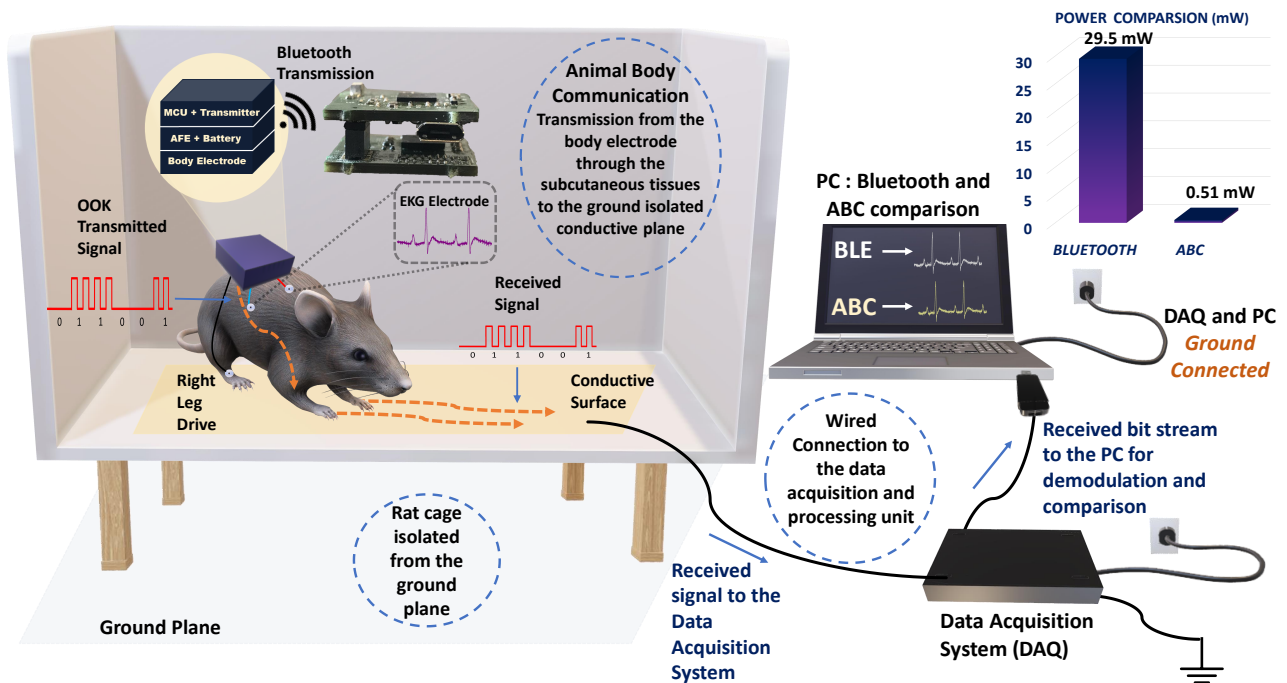 Bluetooth
Transmission
MCU + Transmitter
AFE + Battery
Body Electrode
OOK
Transmitted
Signal
0 1 1 0 0 1
EKG Electrode
Animal Body
Communication
Transmission from the
body electrode
through the
subcutaneous tissues
to the ground isolated
conductive plane
Received
Signal
0 1 1 0 0 1
Right
Leg
Drive
Conductive
Surface
Rat cage
isolated
from the
ground
plane
Ground Plane
POWER COMPARSION (mW)
29.5 mW
30
25
20
15
10
5
0
0.51 mW
BLUETOOTH
ABC
PC : Bluetooth and
ABC comparison
BLE
ABC
DAQ and PC
Ground
Connected
Wired
Connection to
the data
acquisition and
processing unit
Received bit stream
to the PC for
demodulation and
comparison
Received
signal to the
Data
Acquisition
System
Data Acquisition
System (DAQ)